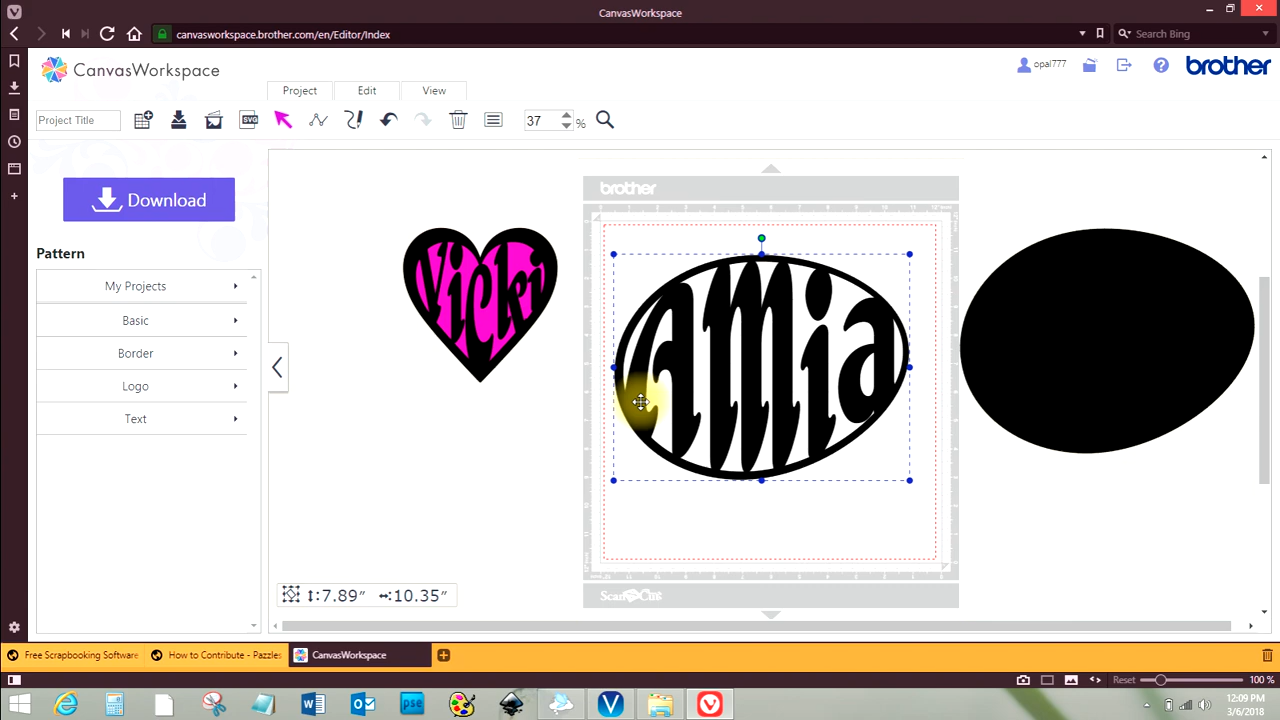 CanvasWorkspace
canvasworkspace.brother.com/en/Editor/Index
Search Bing
CanvasWorkspace
opal777
brother
Project
Edit
View
Project Title
SVG
37
%
Download
Pattern
My Projects
Basic
Border
Logo
Text
brother
Vicki
Amia
7.89"
10.35"
Free Scrapbooking Software
How to Contribute - Pazzles
CanvasWorkspace
Reset
100 %
pse
12:09 PM
3/6/2018